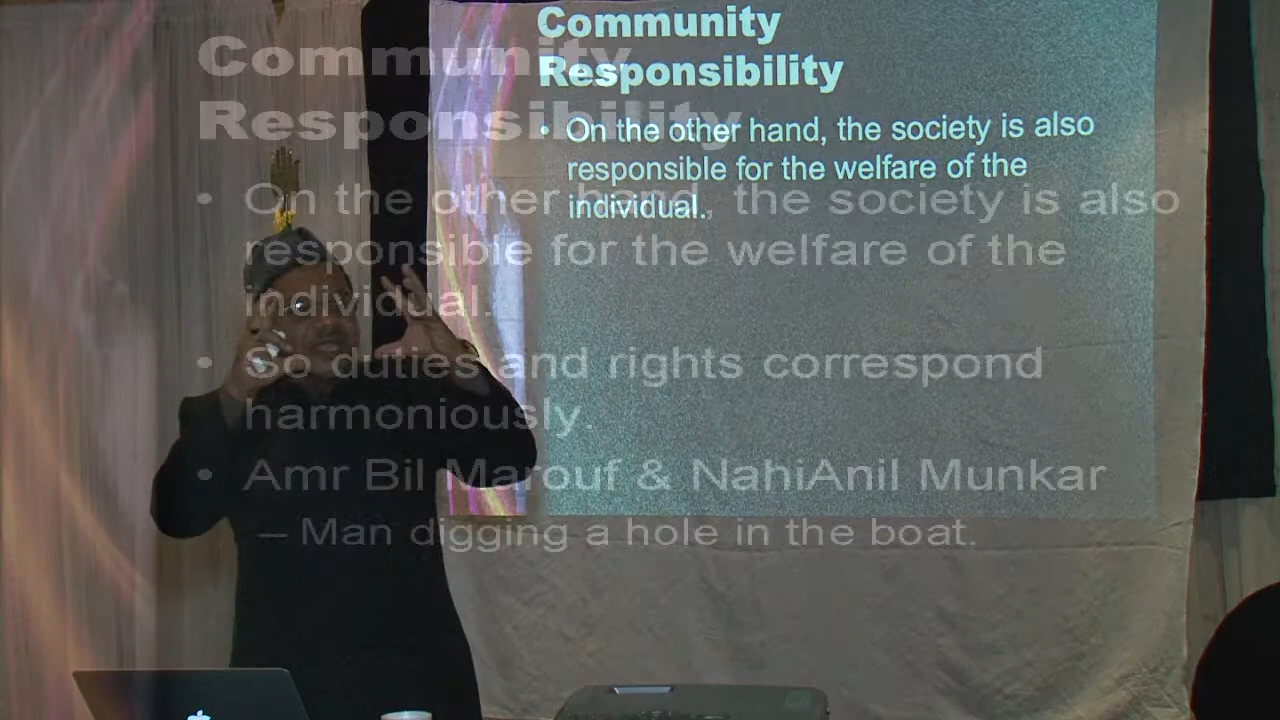 Community
Responsibility
• On the other hand, the society is also
responsible for the welfare of the
individual.
Community
Responsibility
• On the other hand, the society is also
responsible for the welfare of the
individual.
• So duties and rights correspond
harmoniously.
• Amr Bil Marouf & NahiAnil Munkar
– Man digging a hole in the boat.